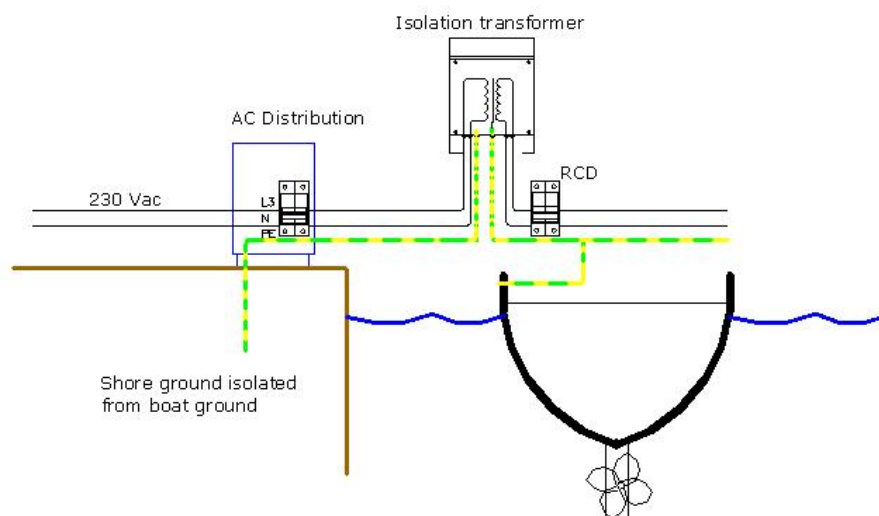 Isolation transformer
AC Distribution
RCD
230 Vac
L3
N
PE
Shore ground isolated
from boat ground